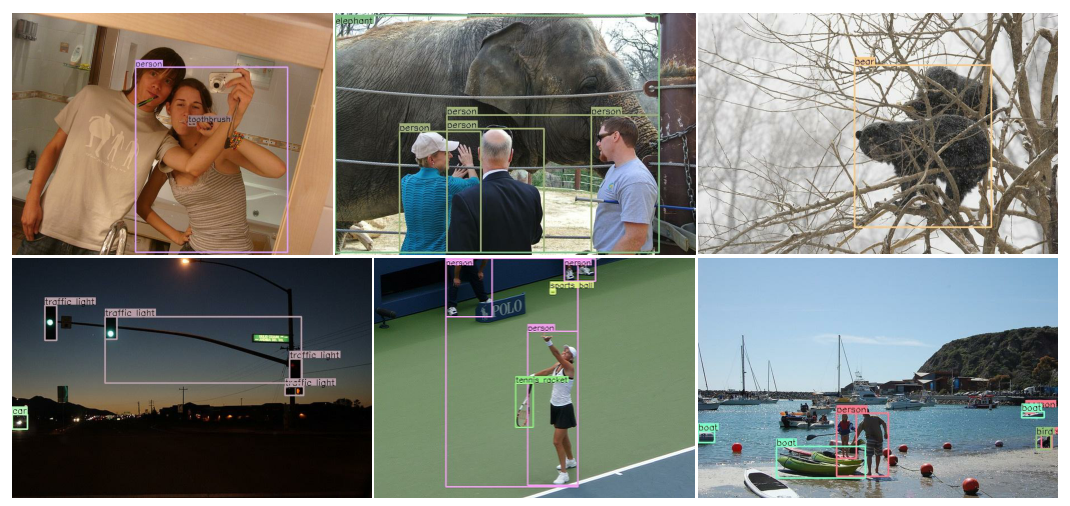 person
toothbrush
elephant
person
person
person
person
bear
traffic light
traffic light
traffic light
traffic light
car
person
person
sports ball
POLO
person
tennis racket
person
boat
boat
boat
bird